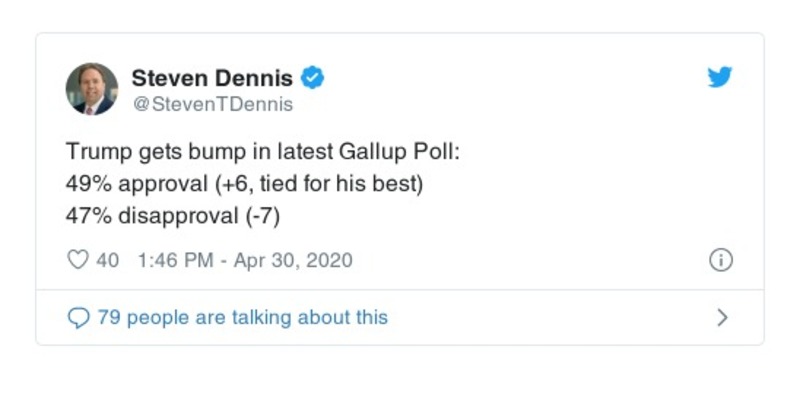 Steven Dennis
@StevenTDennis
Trump gets bump in latest Gallup Poll:
49% approval (+6, tied for his best)
47% disapproval (-7)
40 1:46 PM - Apr 30, 2020
79 people are talking about this